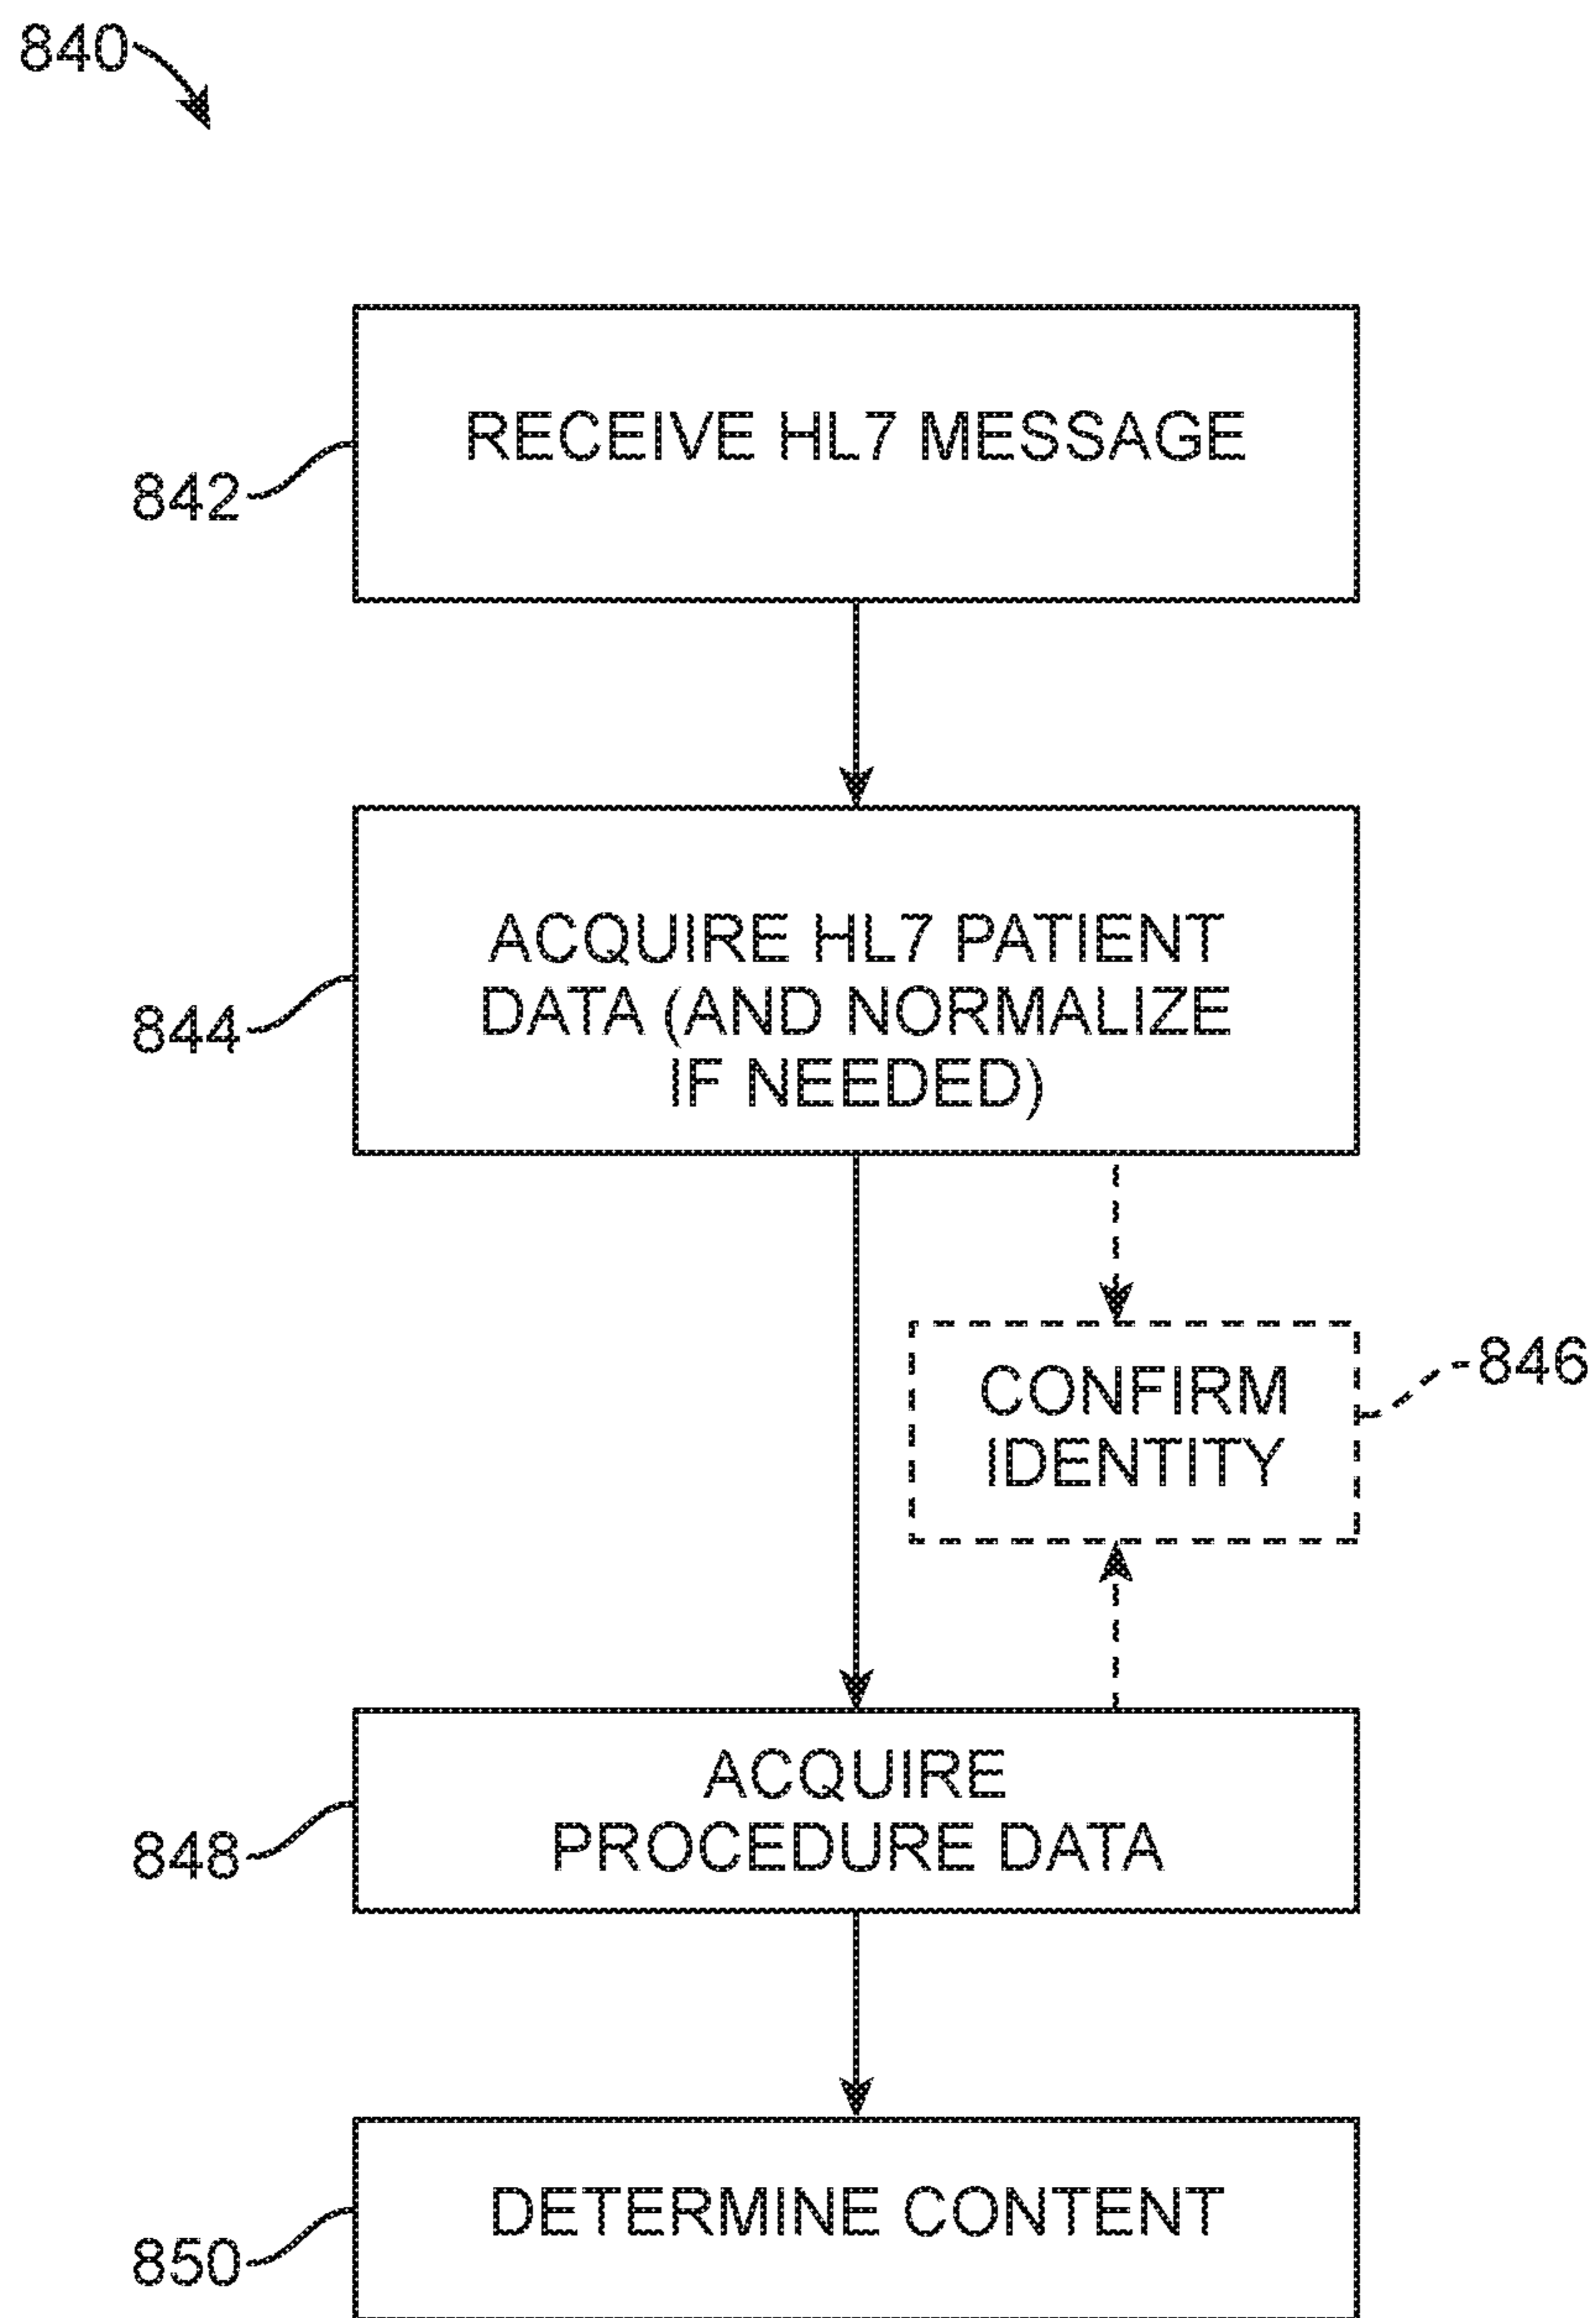 840
RECEIVE HL7 MESSAGE
842
ACQUIRE HL7 PATIENT
DATA (AND NORMALIZE
IF NEEDED)
844
CONFIRM
IDENTITY
846
ACQUIRE
PROCEDURE DATA
848
DETERMINE CONTENT
850